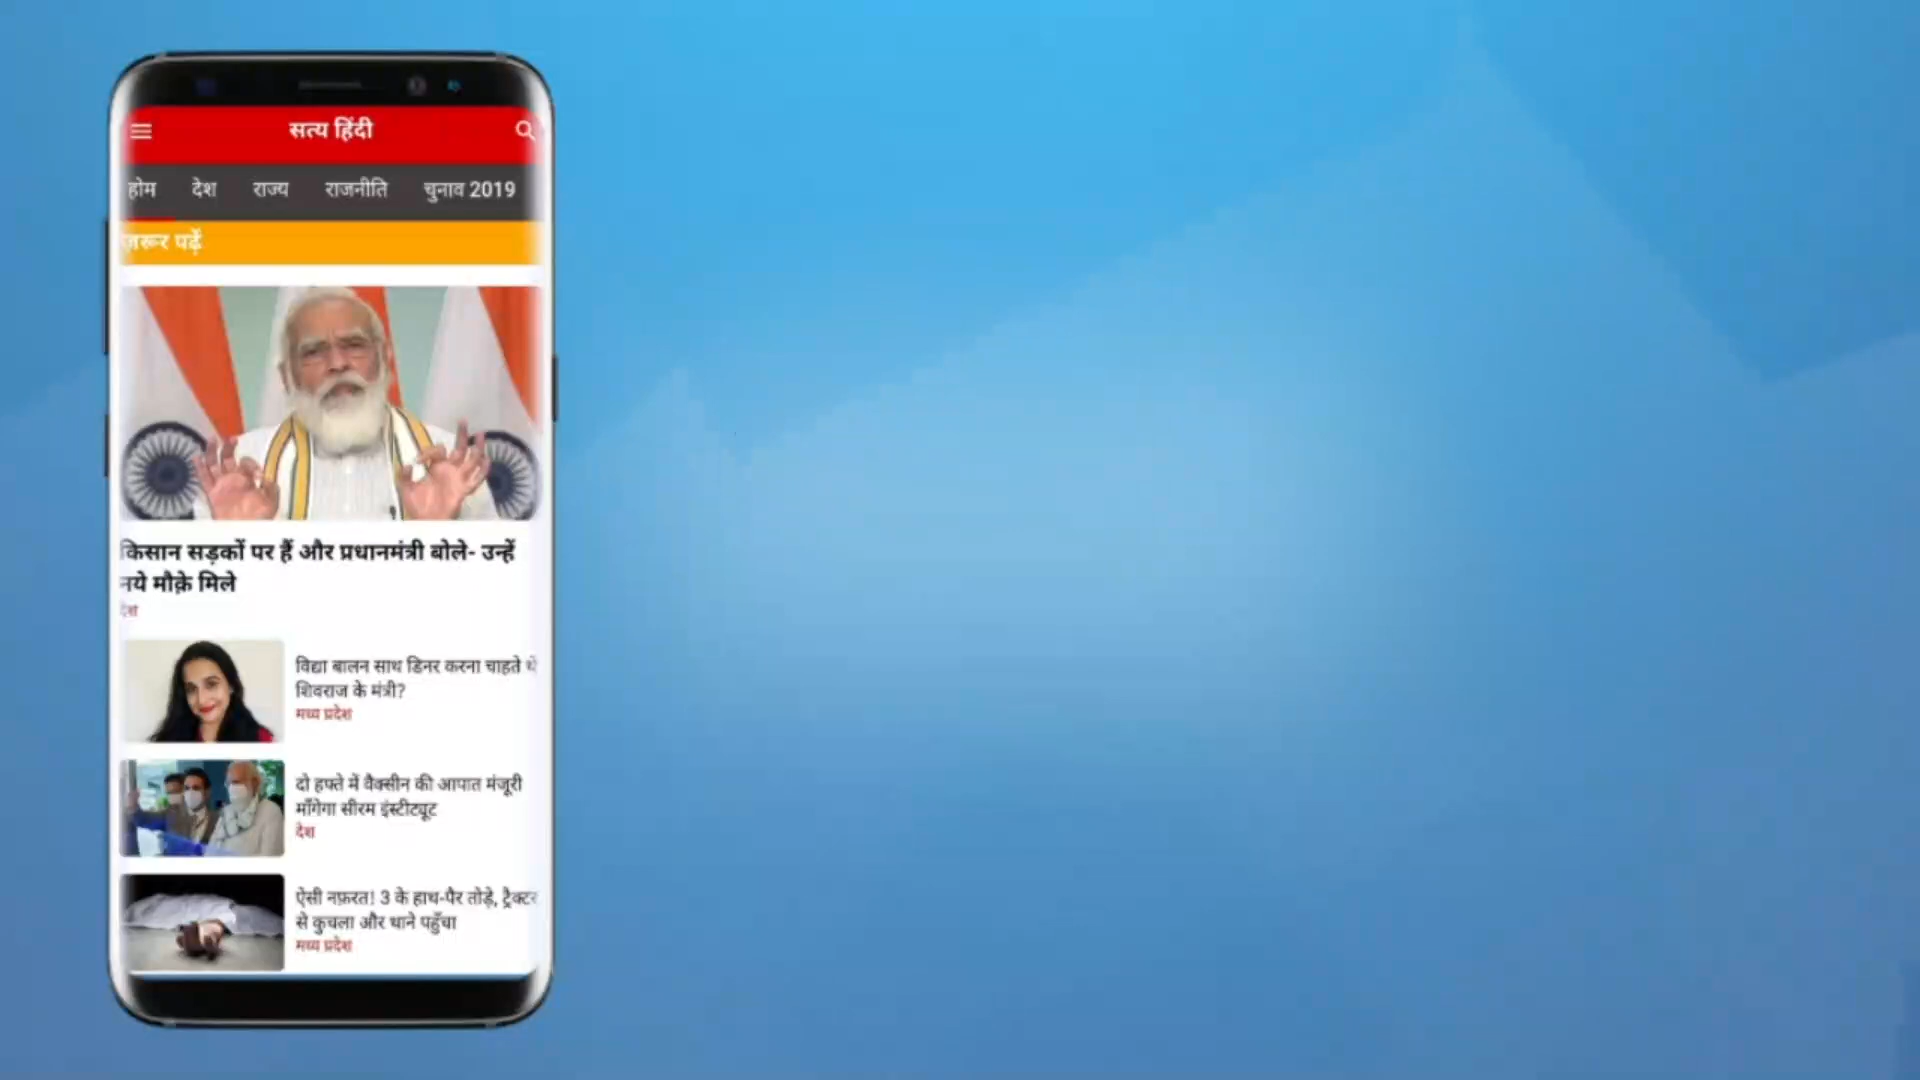 सत्य हिंदी
होम देश राज्य राजनीति चुनाव 2019
ज़रूर पढ़ें
किसान सड़कों पर हैं और प्रधानमंत्री बोले- उन्हें
नये मौक़े मिले
देश
विद्या बालन साथ डिनर करना चाहते थे
शिवराज के मंत्री?
मध्य प्रदेश
दो हफ्ते में वैक्सीन की आपात मंजूरी
माँगेगा सीरम इंस्टीट्यूट
देश
ऐसी नफ़रत! 3 के हाथ-पैर तोड़े, ट्रैक्टर
से कुचला और थाने पहुँचा
मध्य प्रदेश